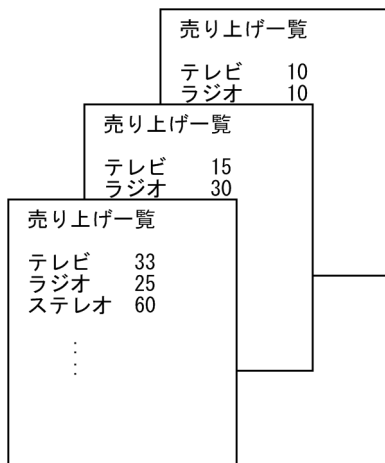 売り上げ一覧
テレビ 10
ラジオ 10
売り上げ一覧
テレビ 15
ラジオ 30
売り上げ一覧
テレビ 33
ラジオ 25
ステレオ 60
⋮